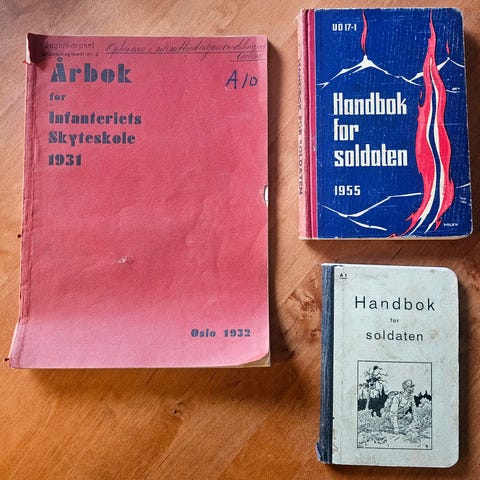 Jegerkorpset
Årbok
for
Infanteriets
Skyteskole
1931
A10
Oslo 1932
UD 17-1
Handbok
for
soldaten
1955
HANDBOK FOR SOLDATEN
A 1
Handbok
for
soldaten